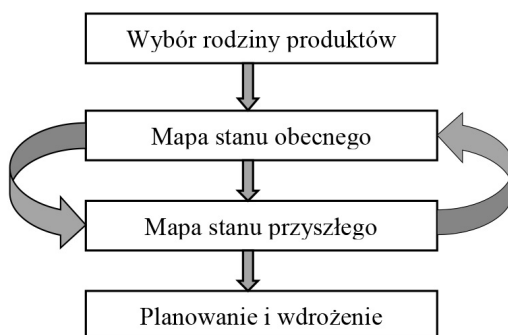 Wybór rodziny produktów
Mapa stanu obecnego
Mapa stanu przyszłego
Planowanie i wdrożenie